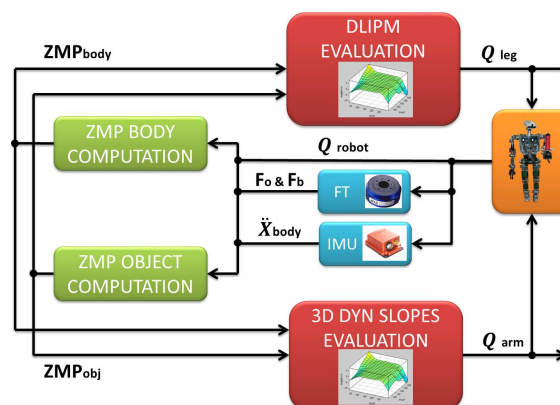 DLIPM
EVALUATION
ZMPbody
Q leg
ZMP BODY
COMPUTATION
Q robot
Fo & Fb
FT
Ẍbody
IMU
ZMP OBJECT
COMPUTATION
3D DYN SLOPES
EVALUATION
Q arm
ZMPobj